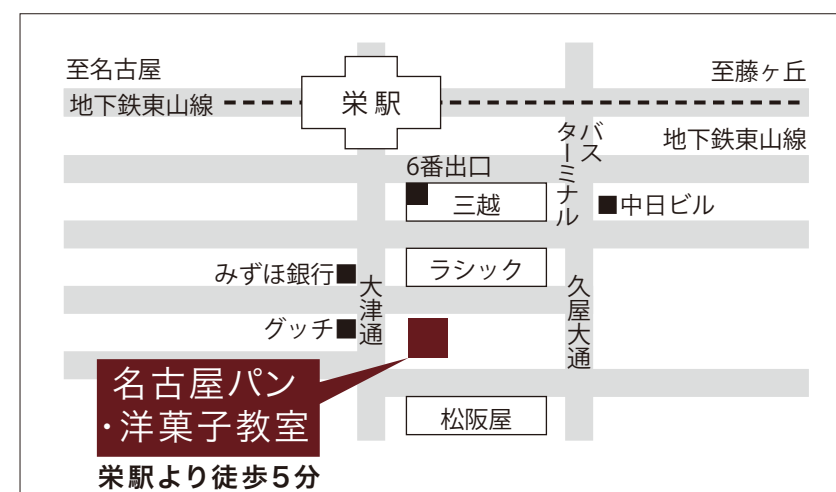 至名古屋
至藤ヶ丘
地下鉄東山線
栄駅
地下鉄東山線
バス
ターミナル
6番出口
三越
■中日ビル
みずほ銀行■
ラシック
大津通
久屋大通
グッチ■
名古屋パン
・洋菓子教室
松阪屋
栄駅より徒歩5分